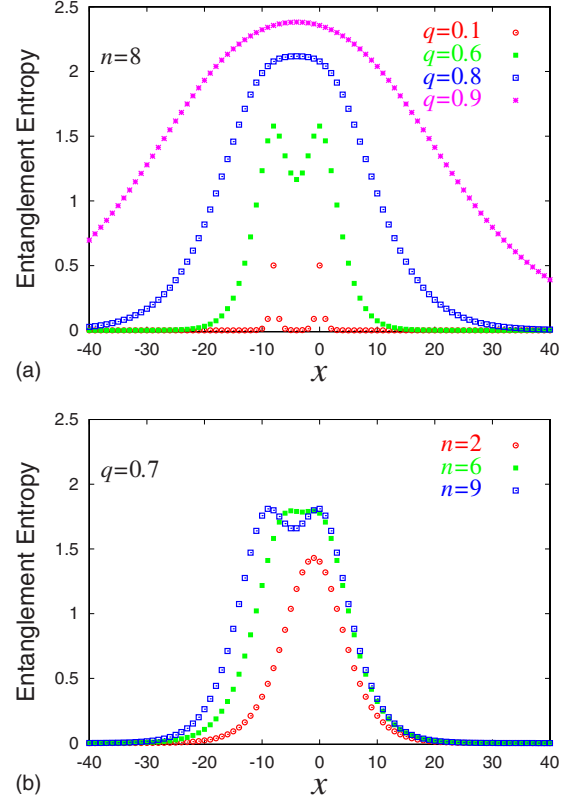 2.5
2
1.5
1
0.5
0
Entanglement Entropy
n=8
q=0.1
q=0.6
q=0.8
q=0.9
-40 -30 -20 -10 0 10 20 30 40
(a)
x
2.5
2
1.5
1
0.5
0
Entanglement Entropy
q=0.7
n=2
n=6
n=9
-40 -30 -20 -10 0 10 20 30 40
(b)
x